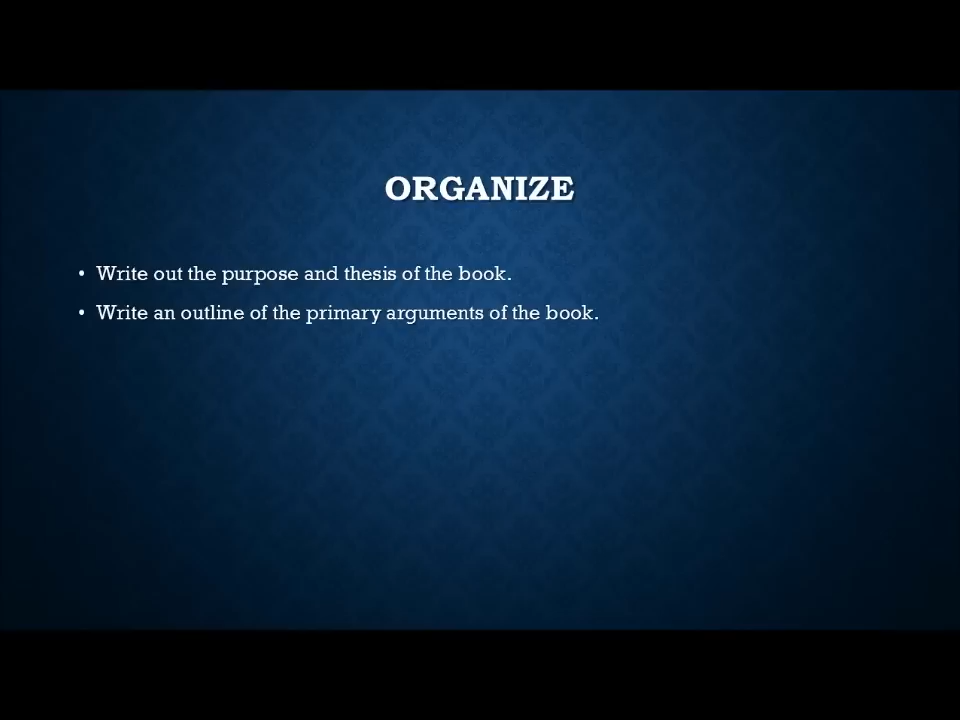 ORGANIZE
• Write out the purpose and thesis of the book.
• Write an outline of the primary arguments of the book.